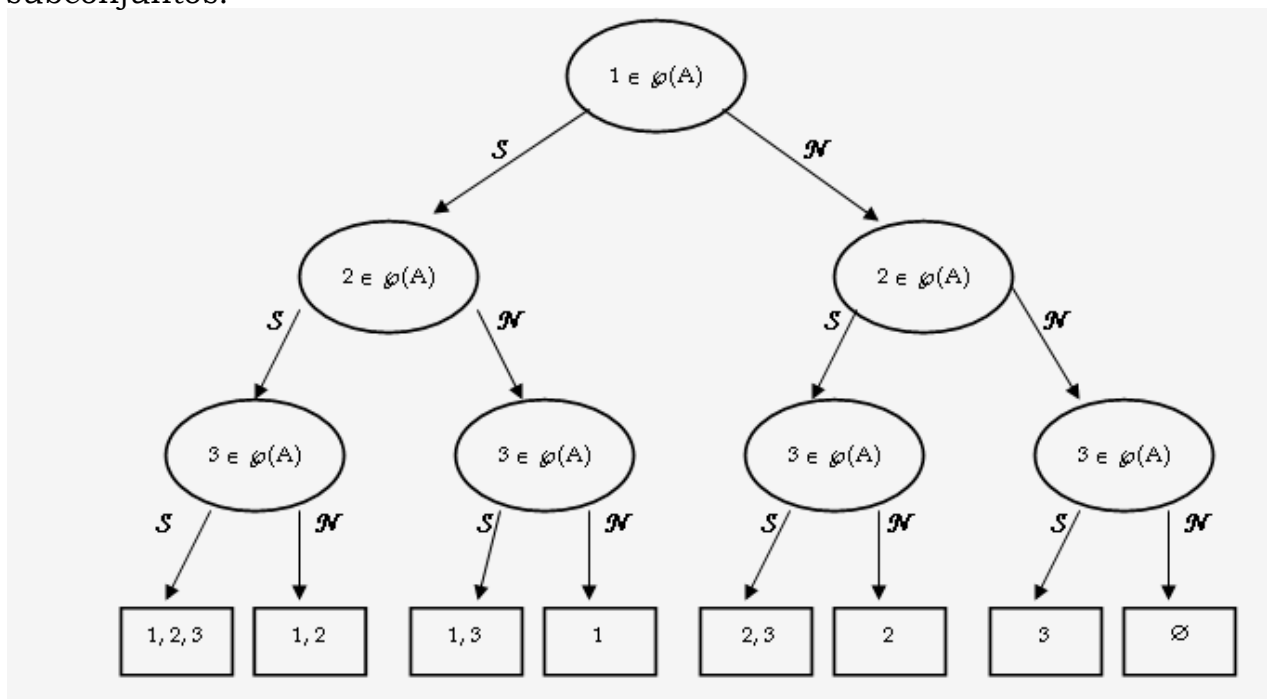 subconjuntos.
1 ∈ ℘(A)
S N
2 ∈ ℘(A) 2 ∈ ℘(A)
S N S N
3 ∈ ℘(A) 3 ∈ ℘(A) 3 ∈ ℘(A) 3 ∈ ℘(A)
S N S N S N S N
1, 2, 3 1, 2 1, 3 1 2, 3 2 3 ∅